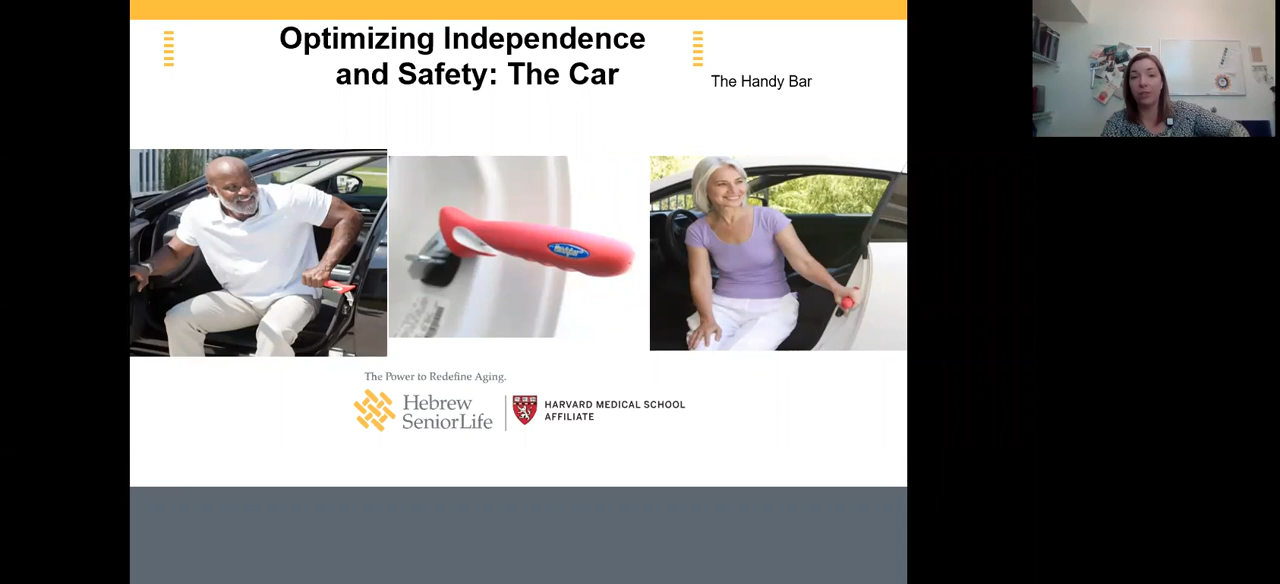 Optimizing Independence
and Safety: The Car
The Handy Bar
The Power to Redefine Aging.
Hebrew
SeniorLife
HARVARD MEDICAL SCHOOL
AFFILIATE